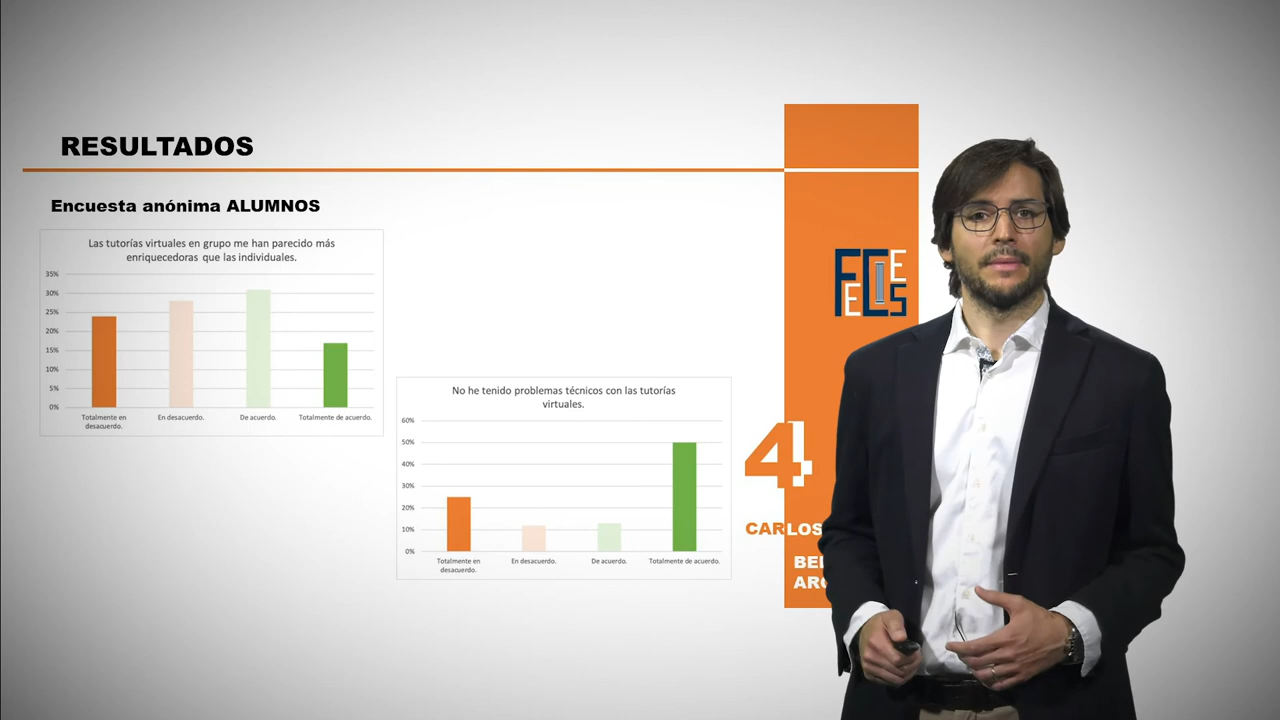 RESULTADOS
Encuesta anónima ALUMNOS
Las tutorías virtuales en grupo me han parecido más
enriquecedoras que las individuales.
35%
30%
25%
20%
15%
10%
5%
0%
Totalmente en
desacuerdo.
En desacuerdo.
De acuerdo.
Totalmente de acuerdo.
No he tenido problemas técnicos con las tutorías
virtuales.
60%
50%
40%
30%
20%
10%
0%
Totalmente en
desacuerdo.
En desacuerdo.
De acuerdo.
Totalmente de acuerdo.
FECIES
4
CARLOS